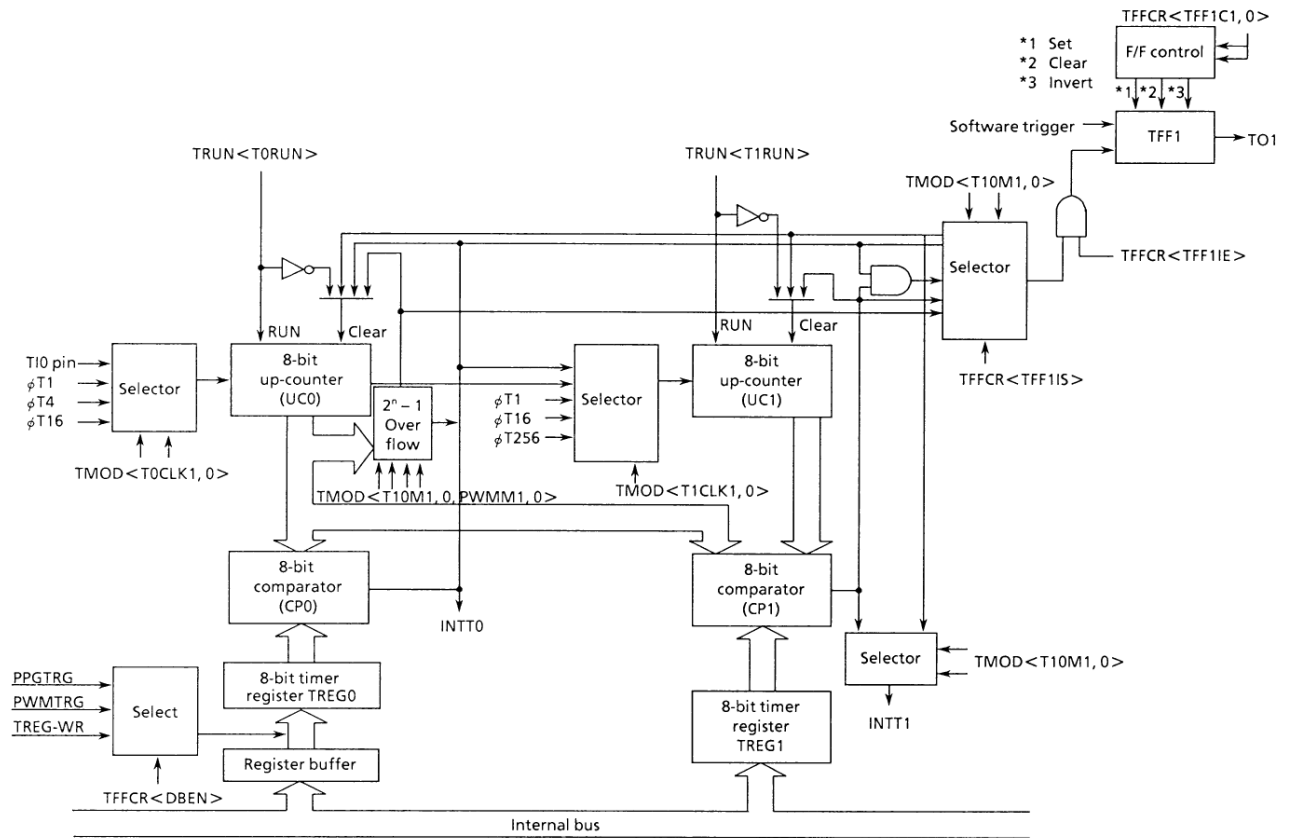 TFFCR<TFF1C1, 0>
*1 Set
*2 Clear
*3 Invert
F/F control
*1 *2 *3
Software trigger
TFF1
TO1
TRUN<T0RUN>
TRUN<T1RUN>
TMOD<T10M1, 0>
Selector
TFFCR<TFF1IE>
TFFCR<TFF1IS>
RUN
Clear
RUN
Clear
TI0 pin
φT1
φT4
φT16
Selector
8-bit
up-counter
(UC0)
2ⁿ – 1
Over
flow
φT1
φT16
φT256
Selector
8-bit
up-counter
(UC1)
TMOD<T0CLK1, 0>
TMOD<T10M1, 0, PWMM1, 0>
TMOD<T1CLK1, 0>
8-bit
comparator
(CP0)
INTT0
8-bit
comparator
(CP1)
Selector
TMOD<T10M1, 0>
INTT1
PPGTRG
PWMTRG
TREG-WR
Select
8-bit timer
register TREG0
Register buffer
8-bit timer
register
TREG1
TFFCR<DBEN>
Internal bus